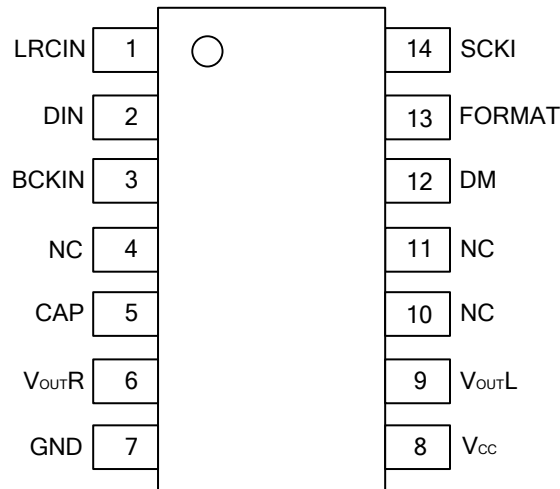 LRCIN 1 14 SCKI
DIN 2 13 FORMAT
BCKIN 3 12 DM
NC 4 11 NC
CAP 5 10 NC
VOUTR 6 9 VOUTL
GND 7 8 VCC